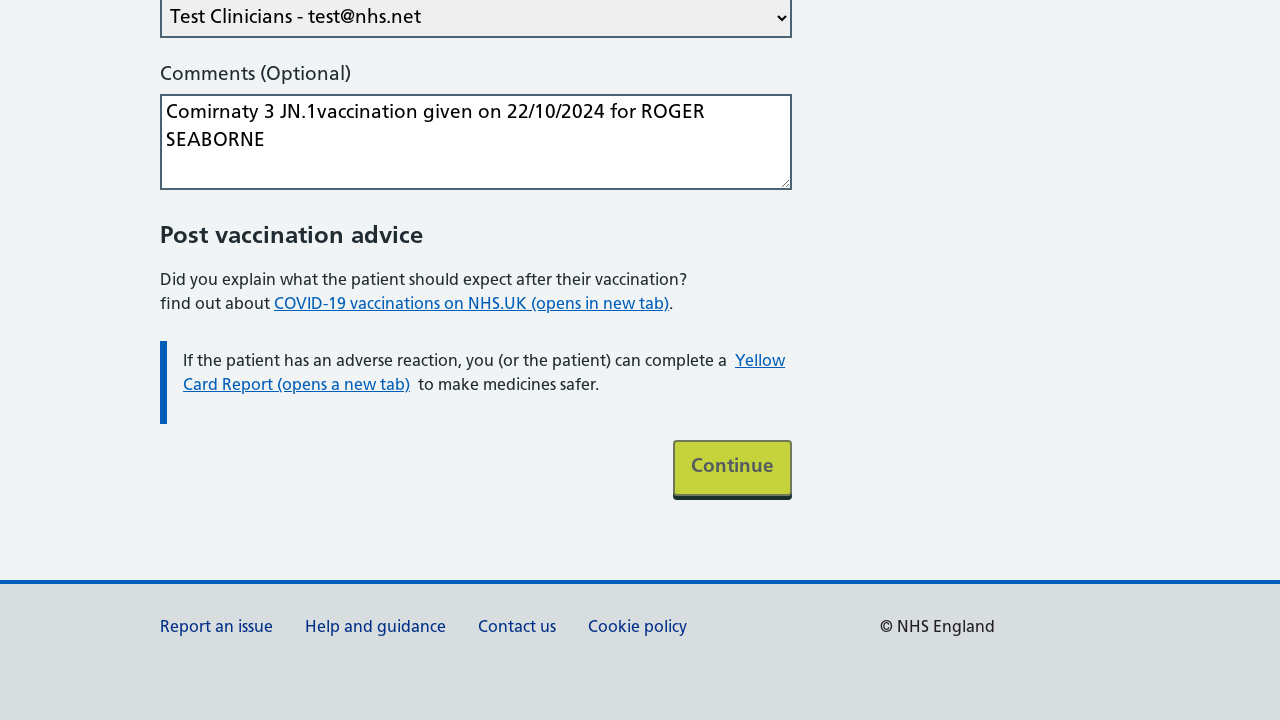 Test Clinicians - test@nhs.net
Comments (Optional)
Comirnaty 3 JN.1vaccination given on 22/10/2024 for ROGER
SEABORNE
Post vaccination advice
Did you explain what the patient should expect after their vaccination?
find out about COVID-19 vaccinations on NHS.UK (opens in new tab).
If the patient has an adverse reaction, you (or the patient) can complete a Yellow
Card Report (opens a new tab) to make medicines safer.
Continue
Report an issue Help and guidance Contact us Cookie policy © NHS England